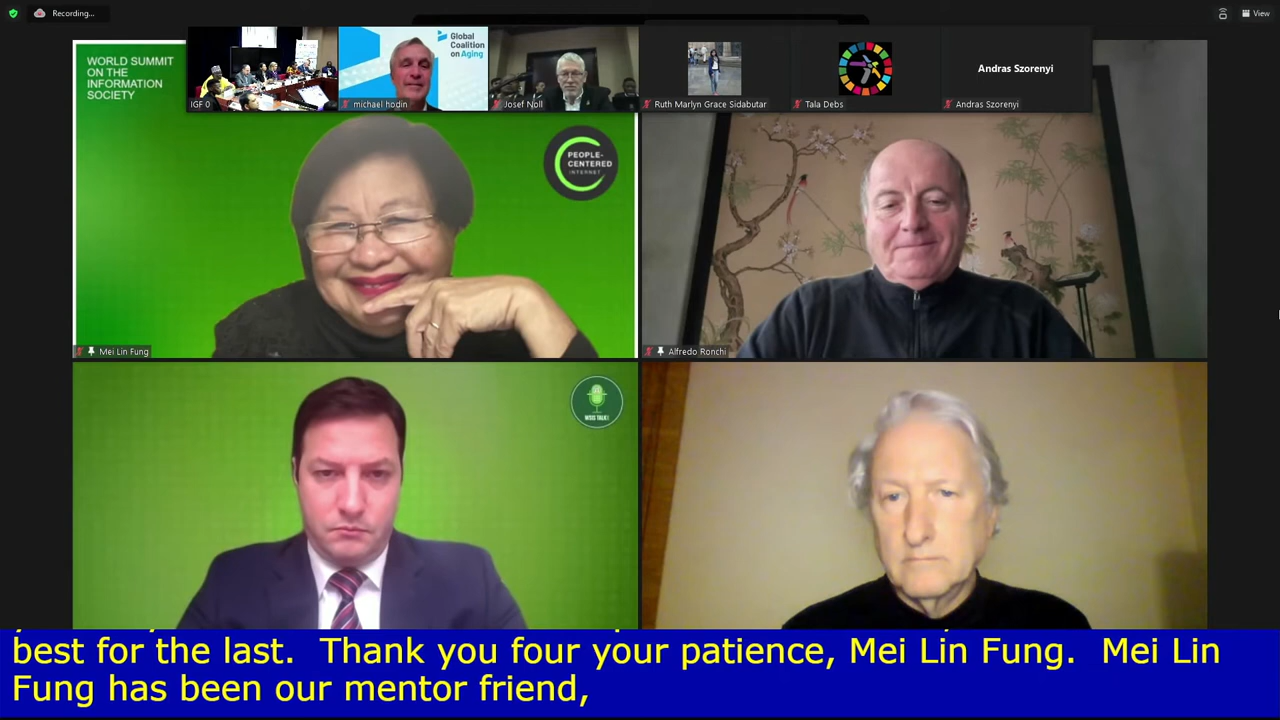 Recording...
View
WORLD SUMMIT
ON THE
INFORMATION
SOCIETY
Global
Coalition
on Aging
Andras Szorenyi
IGF 0
michael hodin
Josef Noll
Ruth Marlyn Grace Sidabutar
Tala Debs
Andras Szorenyi
PEOPLE-
CENTERED
INTERNET
Mei Lin Fung
Alfredo Ronchi
WSIS TALKS
best for the last.  Thank you four your patience, Mei Lin Fung.  Mei Lin
Fung has been our mentor friend,